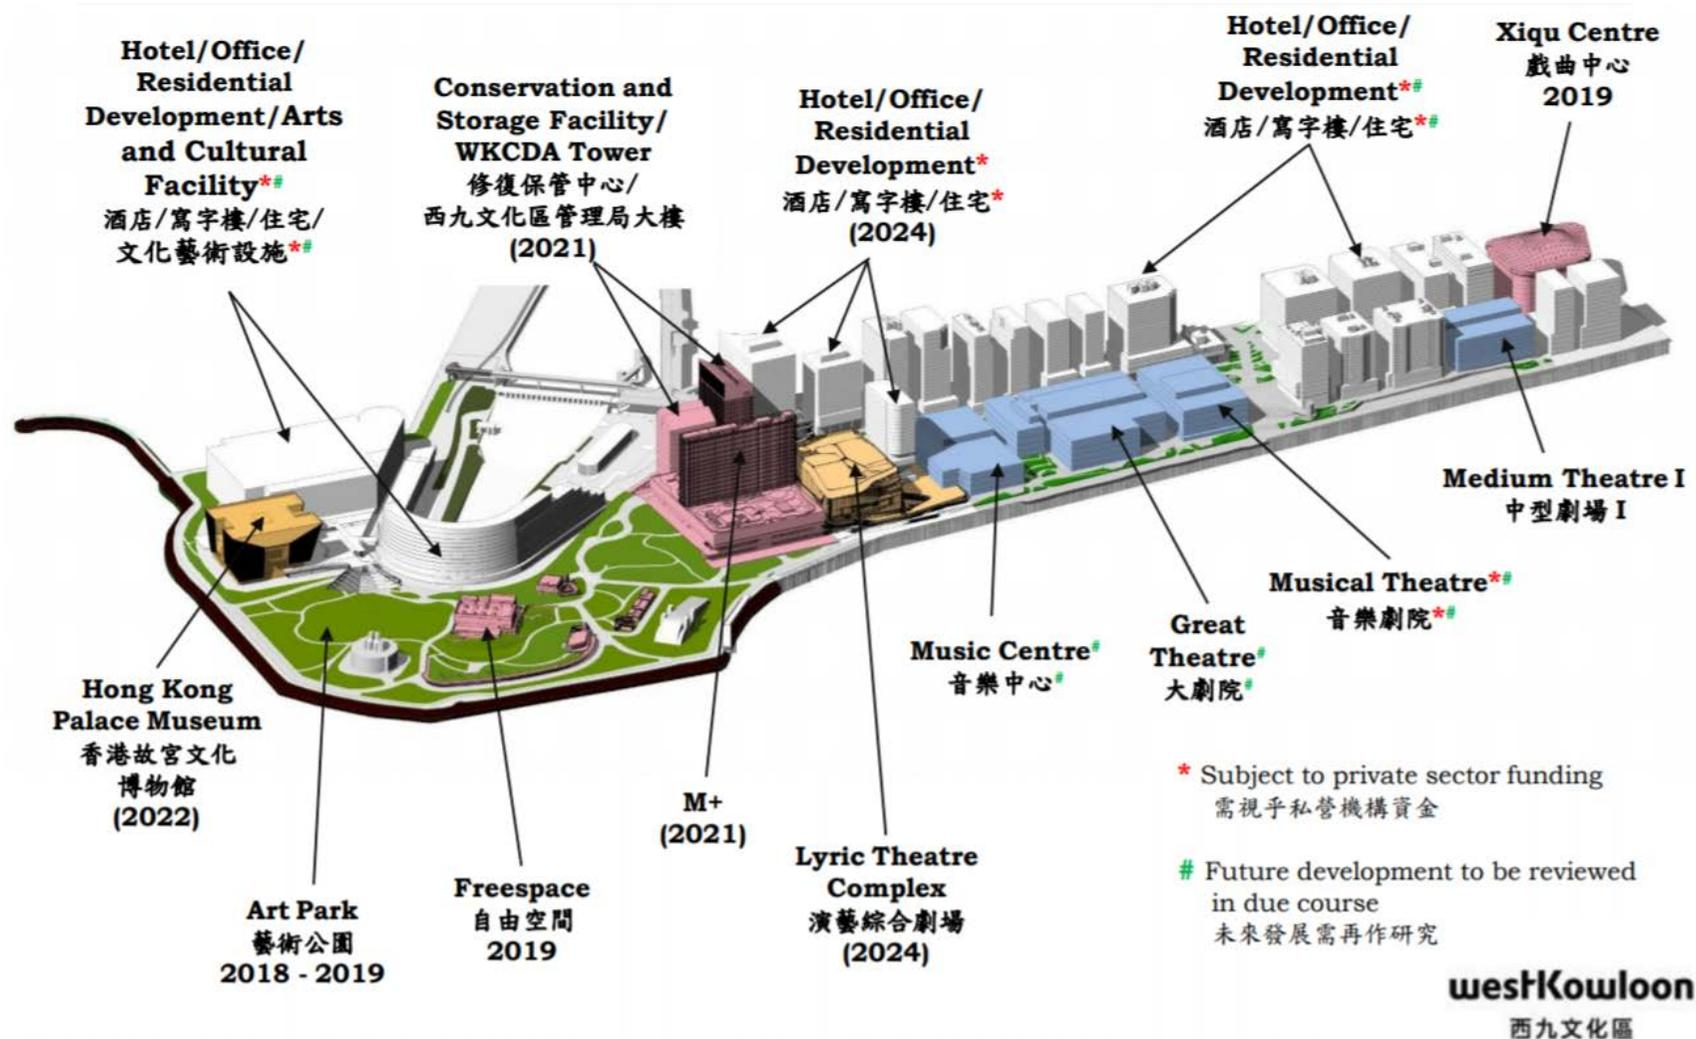 Hotel/Office/
Residential
Development/Arts
and Cultural
Facility*#
酒店/寫字樓/住宅/
文化藝術設施*#
Conservation and
Storage Facility/
WKCDA Tower
修復保管中心/
西九文化區管理局大樓
(2021)
Hotel/Office/
Residential
Development*
酒店/寫字樓/住宅*
(2024)
Hotel/Office/
Residential
Development*#
酒店/寫字樓/住宅*#
Xiqu Centre
戲曲中心
2019
Medium Theatre I
中型劇場 I
Musical Theatre*#
音樂劇院*#
Great
Theatre#
大劇院#
Music Centre#
音樂中心#
Hong Kong
Palace Museum
香港故宮文化
博物館
(2022)
Art Park
藝術公園
2018 - 2019
Freespace
自由空間
2019
M+
(2021)
Lyric Theatre
Complex
演藝綜合劇場
(2024)
* Subject to private sector funding
需視乎私營機構資金
# Future development to be reviewed
in due course
未來發展需再作研究
westKowloon
西九文化區